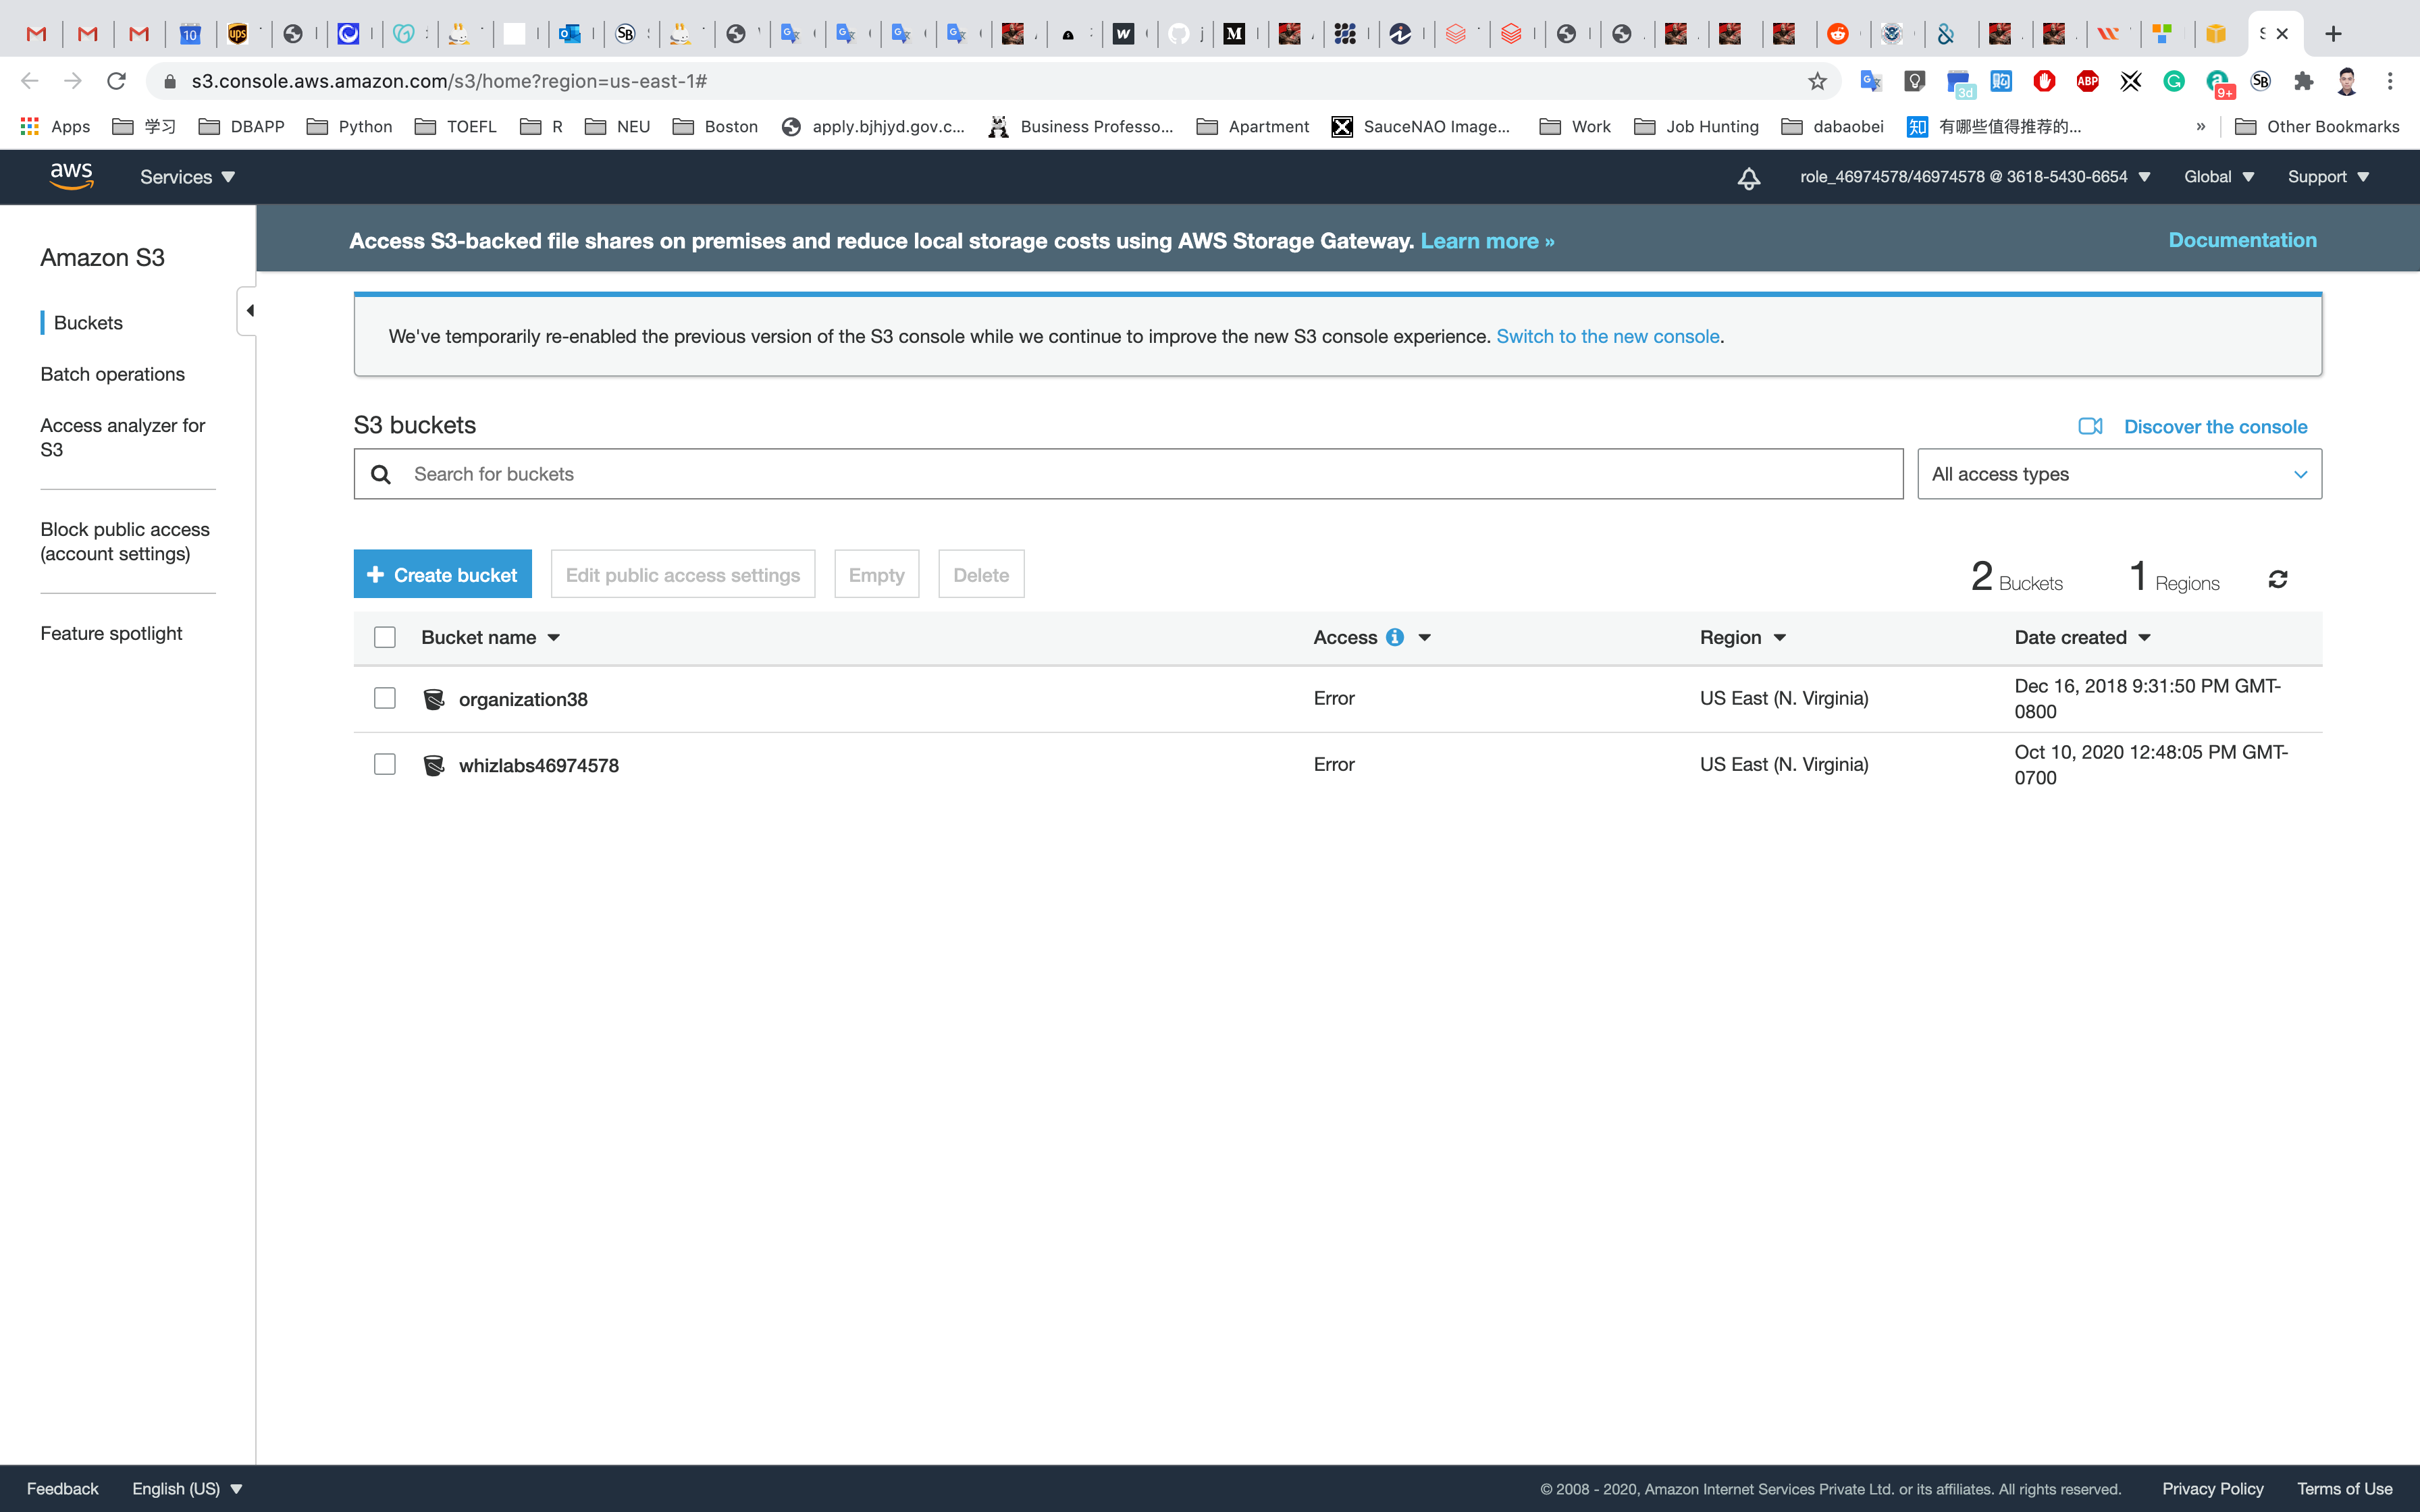 10
ups
s3.console.aws.amazon.com/s3/home?region=us-east-1#
3d
ABP
9+
SB
Apps
学习
DBAPP
Python
TOEFL
R
NEU
Boston
apply.bjhjyd.gov.c...
Business Professo...
Apartment
SauceNAO Image...
Work
Job Hunting
dabaobei
知
有哪些值得推荐的...
»
Other Bookmarks
aws
Services
role_46974578/46974578 @ 3618-5430-6654
Global
Support
Amazon S3
Buckets
Batch operations
Access analyzer for
S3
Block public access
(account settings)
Feature spotlight
Access S3-backed file shares on premises and reduce local storage costs using AWS Storage Gateway. Learn more »
Documentation
We've temporarily re-enabled the previous version of the S3 console while we continue to improve the new S3 console experience. Switch to the new console.
S3 buckets
Discover the console
Search for buckets
All access types
Create bucket
Edit public access settings
Empty
Delete
2 Buckets
1 Regions
Bucket name
Access
Region
Date created
organization38
Error
US East (N. Virginia)
Dec 16, 2018 9:31:50 PM GMT-
0800
whizlabs46974578
Error
US East (N. Virginia)
Oct 10, 2020 12:48:05 PM GMT-
0700
Feedback
English (US)
© 2008 - 2020, Amazon Internet Services Private Ltd. or its affiliates. All rights reserved.
Privacy Policy
Terms of Use